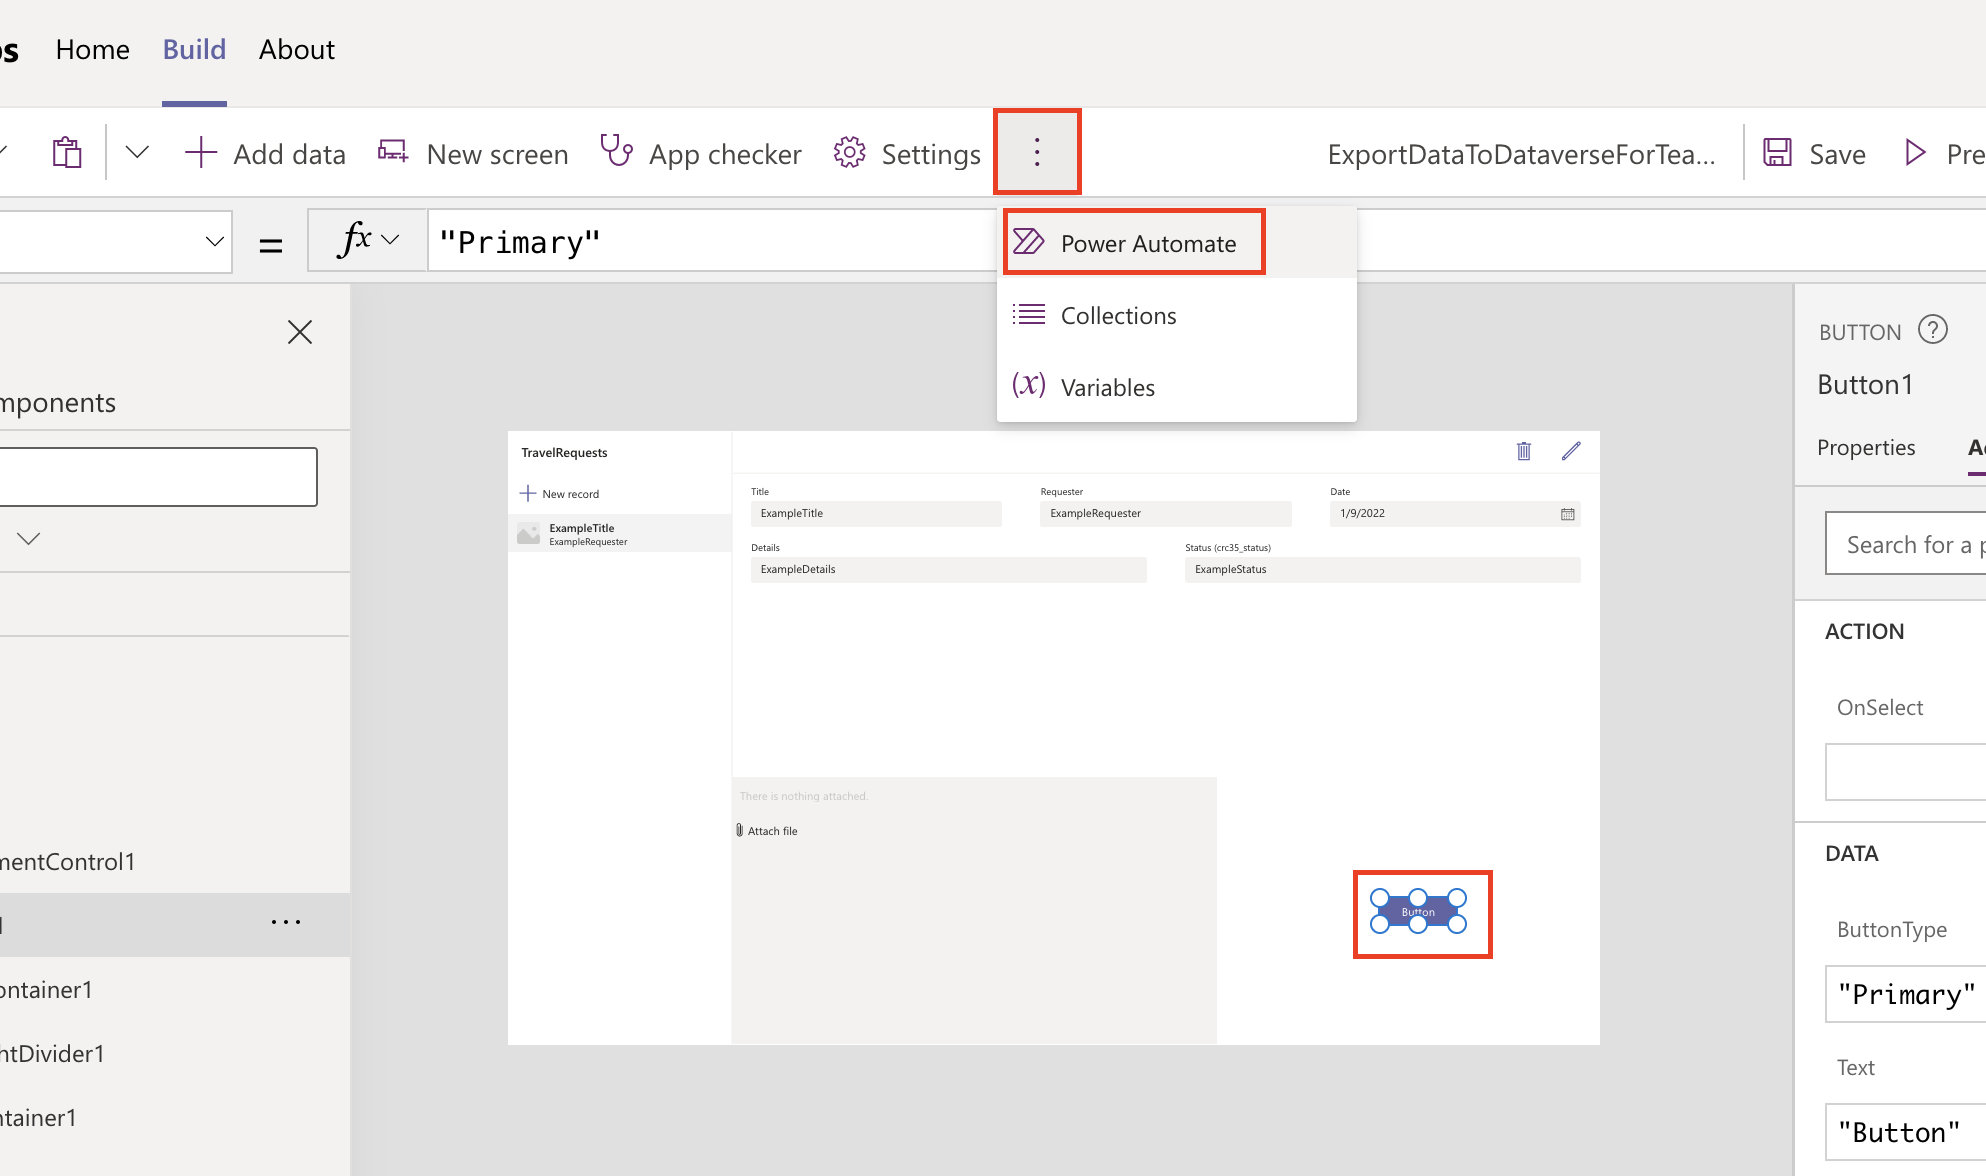 Home Build About
Add data New screen App checker Settings ExportDataToDataverseForTea... Save Pre
= fx "Primary"
Power Automate
Collections
Variables
mponents
mentControl1
ontainer1
htDivider1
ntainer1
TravelRequests
New record
ExampleTitle
ExampleRequester
Title Requester Date
ExampleTitle ExampleRequester 1/9/2022
Details Status (crc35_status)
ExampleDetails ExampleStatus
There is nothing attached.
Attach file
Button
BUTTON ?
Button1
Properties A
Search for a p
ACTION
OnSelect
DATA
ButtonType
"Primary"
Text
"Button"